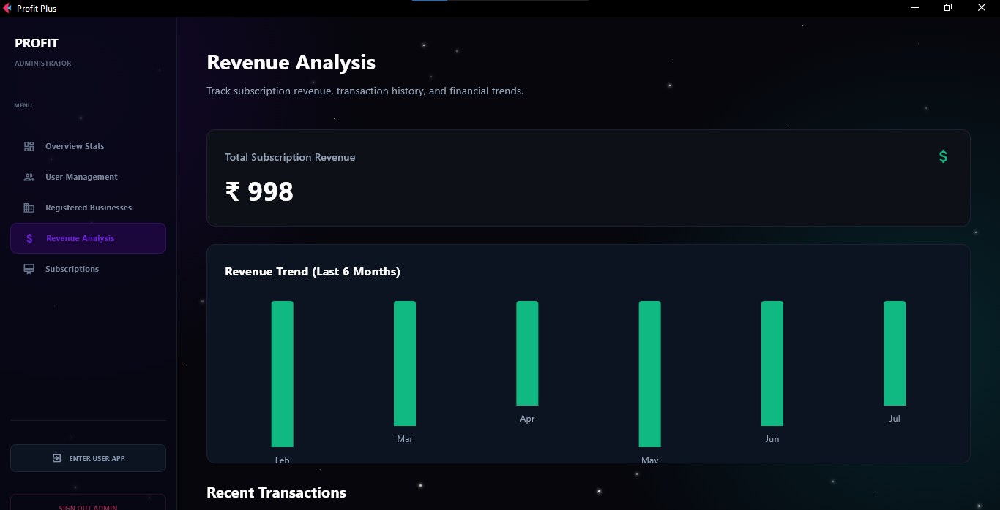 Profit Plus
PROFIT
ADMINISTRATOR
MENU
Overview Stats
User Management
Registered Businesses
Revenue Analysis
Subscriptions
ENTER USER APP
SIGN OUT ADMIN
Revenue Analysis
Track subscription revenue, transaction history, and financial trends.
Total Subscription Revenue
$
₹ 998
Revenue Trend (Last 6 Months)
Feb
Mar
Apr
May
Jun
Jul
Recent Transactions